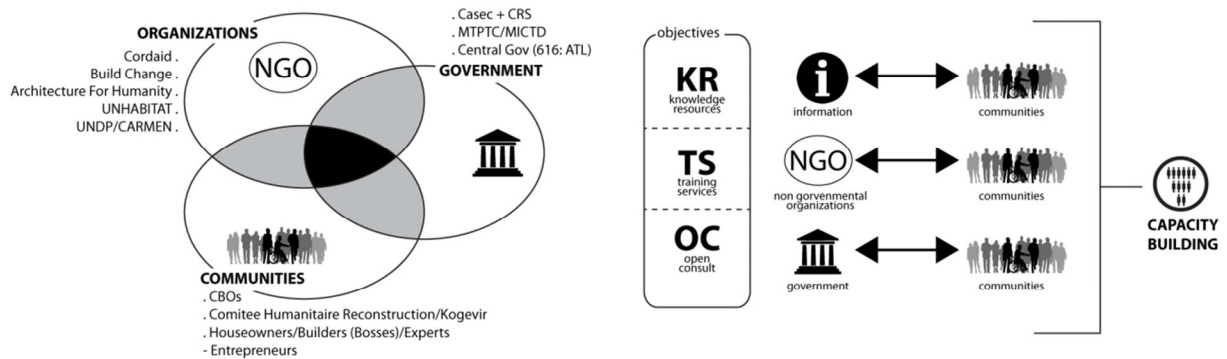 ORGANIZATIONS
Cordaid .
Build Change .
Architecture For Humanity .
UNHABITAT .
UNDP/CARMEN .
NGO
. Casec + CRS
. MTPTC/MICTD
. Central Gov (616: ATL)
GOVERNMENT
COMMUNITIES
. CBOs
. Comitee Humanitaire Reconstruction/Kogevir
. Houseowners/Builders (Bosses)/Experts
- Entrepreneurs
objectives
KR
knowledge
resources
TS
training
services
OC
open
consult
i
information
communities
NGO
non gorvernmental
organizations
communities
government
communities
CAPACITY
BUILDING